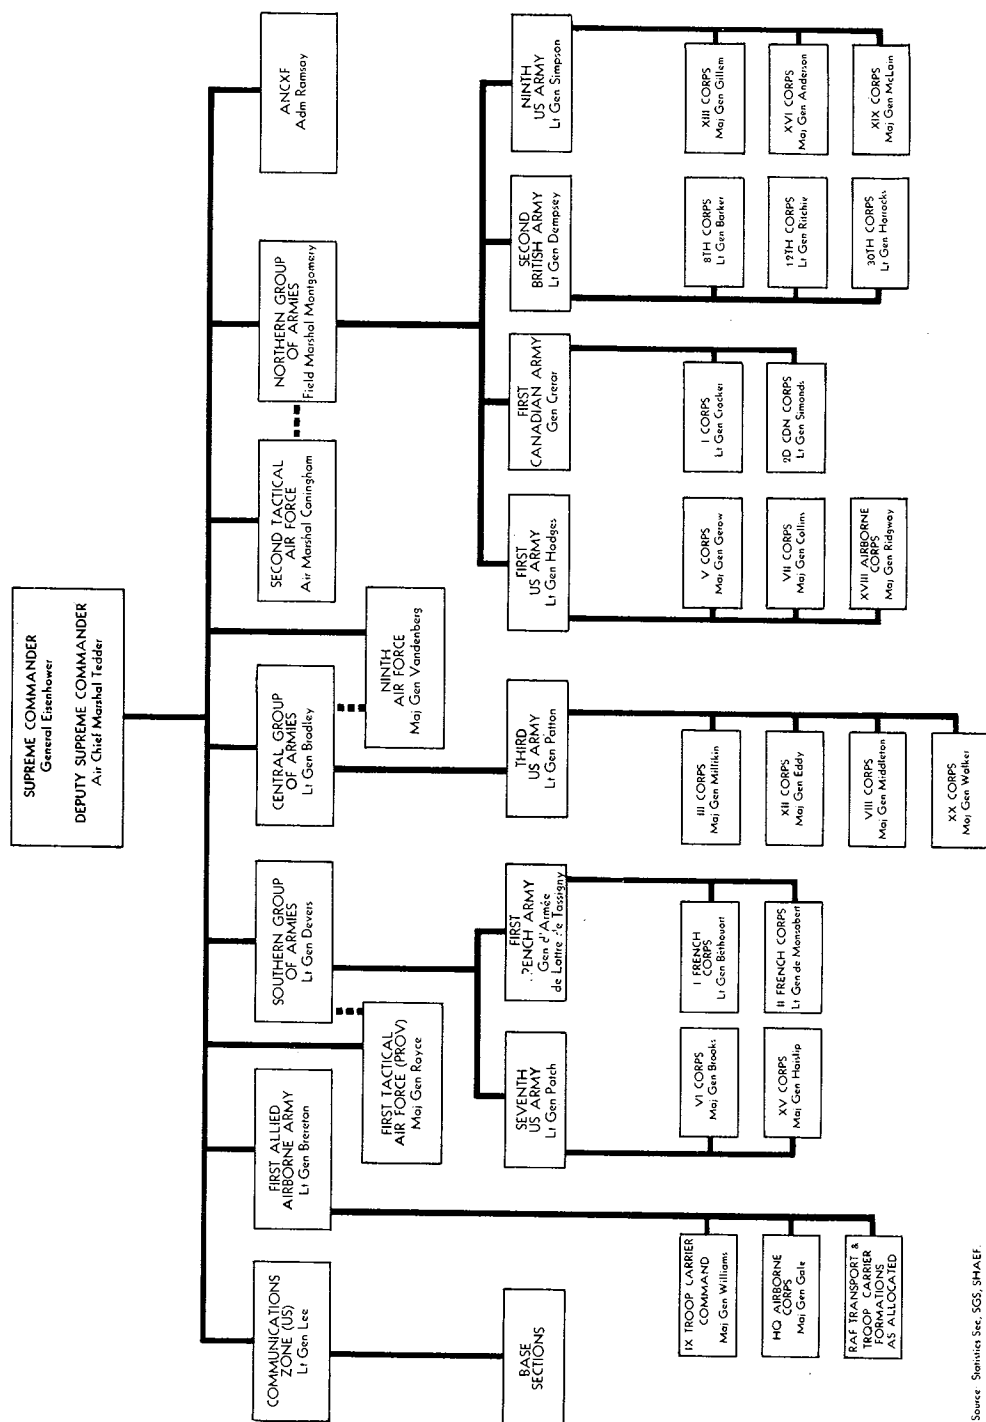 SUPREME COMMANDER
General Eisenhower
DEPUTY SUPREME COMMANDER
Air Chief Marshal Tedder
COMMUNICATIONS
ZONE (US)
Lt Gen Lee
FIRST ALLIED
AIRBORNE ARMY
Lt Gen Brereton
SOUTHERN GROUP
OF ARMIES
Lt Gen Devers
CENTRAL GROUP
OF ARMIES
Lt Gen Bradley
SECOND TACTICAL
AIR FORCE
Air Marshal Coningham
NORTHERN GROUP
OF ARMIES
Field Marshal Montgomery
ANCXF
Adm Ramsay
FIRST TACTICAL
AIR FORCE (PROV)
Maj Gen Royce
NINTH
AIR FORCE
Maj Gen Vandenberg
BASE
SECTIONS
SEVENTH
US ARMY
Lt Gen Patch
FIRST
.?ENCH ARMY
Gen d'Armée
de Lattre de Tassigny
THIRD
US ARMY
Lt Gen Patton
FIRST
US ARMY
Lt Gen Hodges
FIRST
CANADIAN ARMY
Gen Crerar
SECOND
BRITISH ARMY
Lt Gen Dempsey
NINTH
US ARMY
Lt Gen Simpson
IX TROOP CARRIER
COMMAND
Maj Gen Williams
HQ AIRBORNE
CORPS
Maj Gen Gale
RAF TRANSPORT &
TROOP CARRIER
FORMATIONS
AS ALLOCATED
VI CORPS
Maj Gen Brooks
XV CORPS
Maj Gen Haislip
I FRENCH
CORPS
Lt Gen Béthouart
II FRENCH CORPS
Lt Gen de Monsabert
III CORPS
Maj Gen Millikin
XII CORPS
Maj Gen Eddy
VIII CORPS
Maj Gen Middleton
XX CORPS
Maj Gen Walker
V CORPS
Maj Gen Gerow
VII CORPS
Maj Gen Collins
XVIII AIRBORNE
CORPS
Maj Gen Ridgway
I CORPS
Lt Gen Crocker
2D CDN CORPS
Lt Gen Simonds
8TH CORPS
Lt Gen Barker
12TH CORPS
Lt Gen Ritchie
30TH CORPS
Lt Gen Horrocks
XIII CORPS
Maj Gen Gillem
XVI CORPS
Maj Gen Anderson
XIX CORPS
Maj Gen McLain
Source Statistics Sec, SGS, SHAEF.